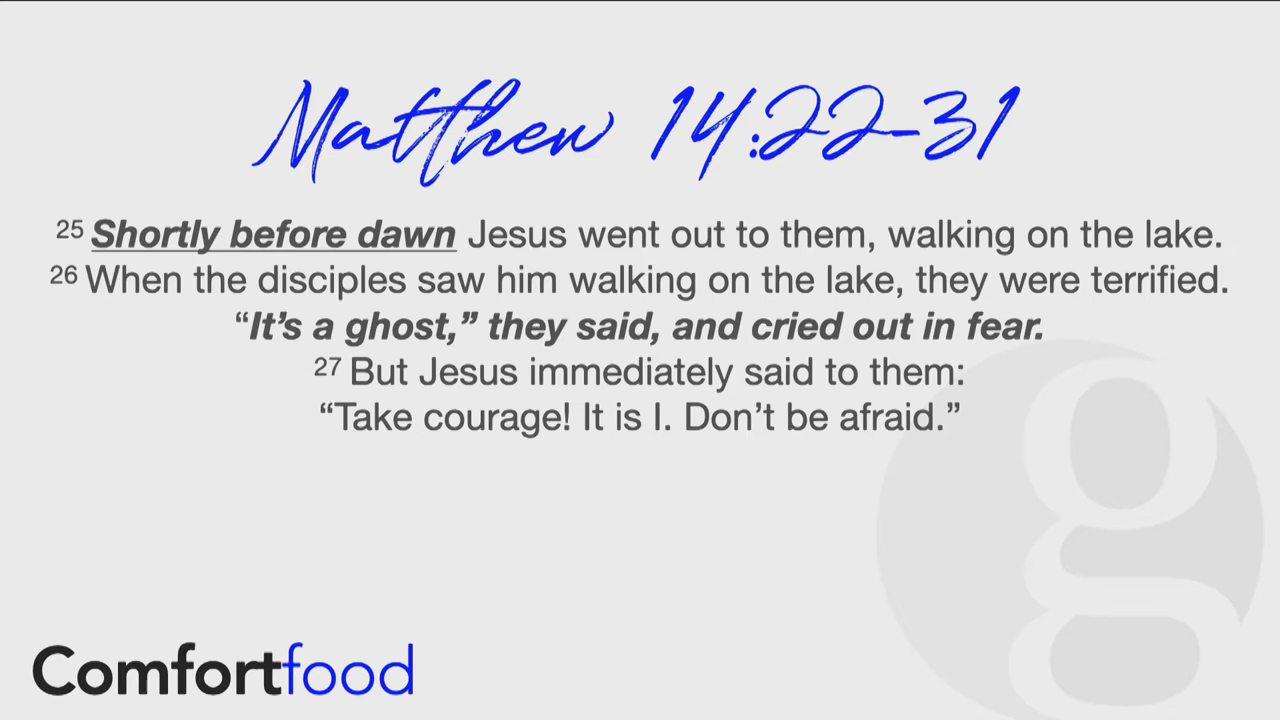 Matthew 14:22-31
25 Shortly before dawn Jesus went out to them, walking on the lake.
26 When the disciples saw him walking on the lake, they were terrified.
“It’s a ghost,” they said, and cried out in fear.
27 But Jesus immediately said to them:
“Take courage! It is I. Don’t be afraid.”
g
Comfortfood